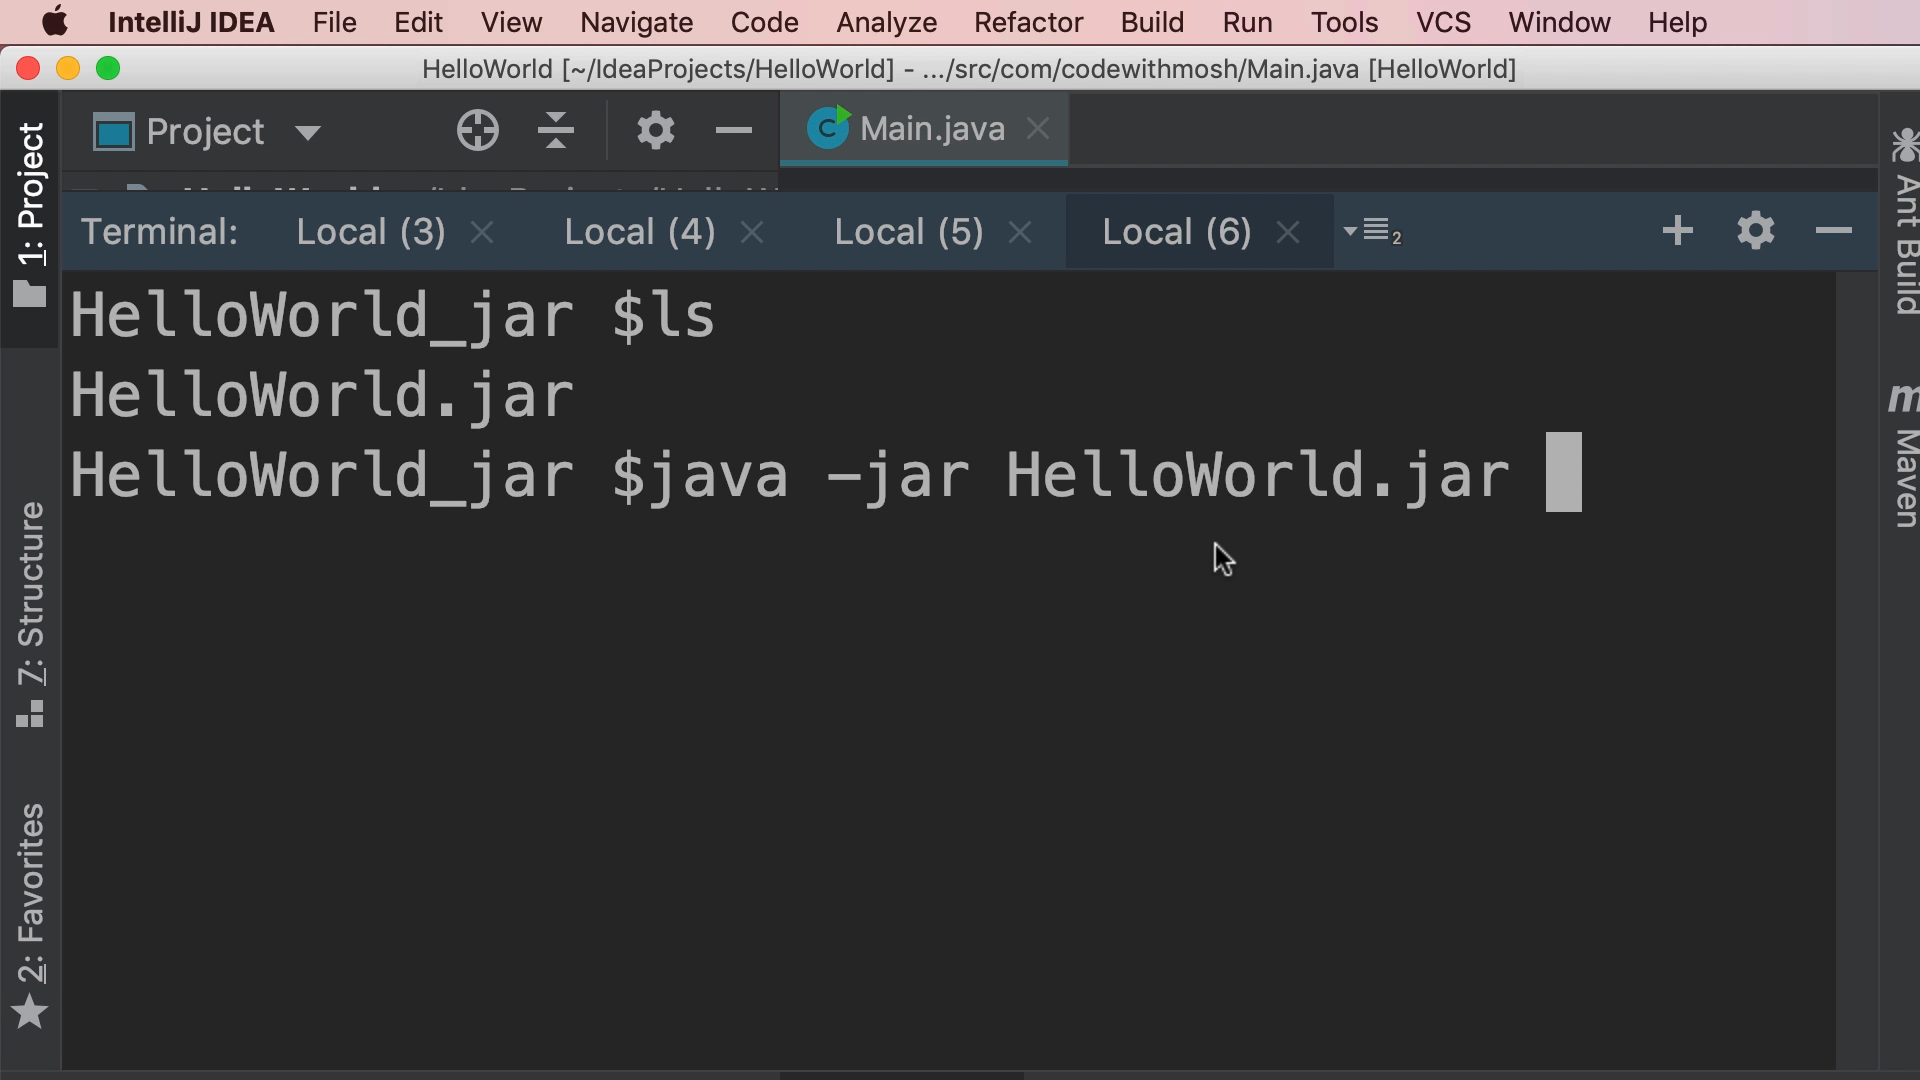 IntelliJ IDEA File Edit View Navigate Code Analyze Refactor Build Run Tools VCS Window Help
HelloWorld [~/IdeaProjects/HelloWorld] - .../src/com/codewithmosh/Main.java [HelloWorld]
Project
Main.java
Terminal: Local (3) Local (4) Local (5) Local (6) 2
HelloWorld_jar $ls
HelloWorld.jar
HelloWorld_jar $java -jar HelloWorld.jar
1: Project
7: Structure
2: Favorites
Ant Build
Maven